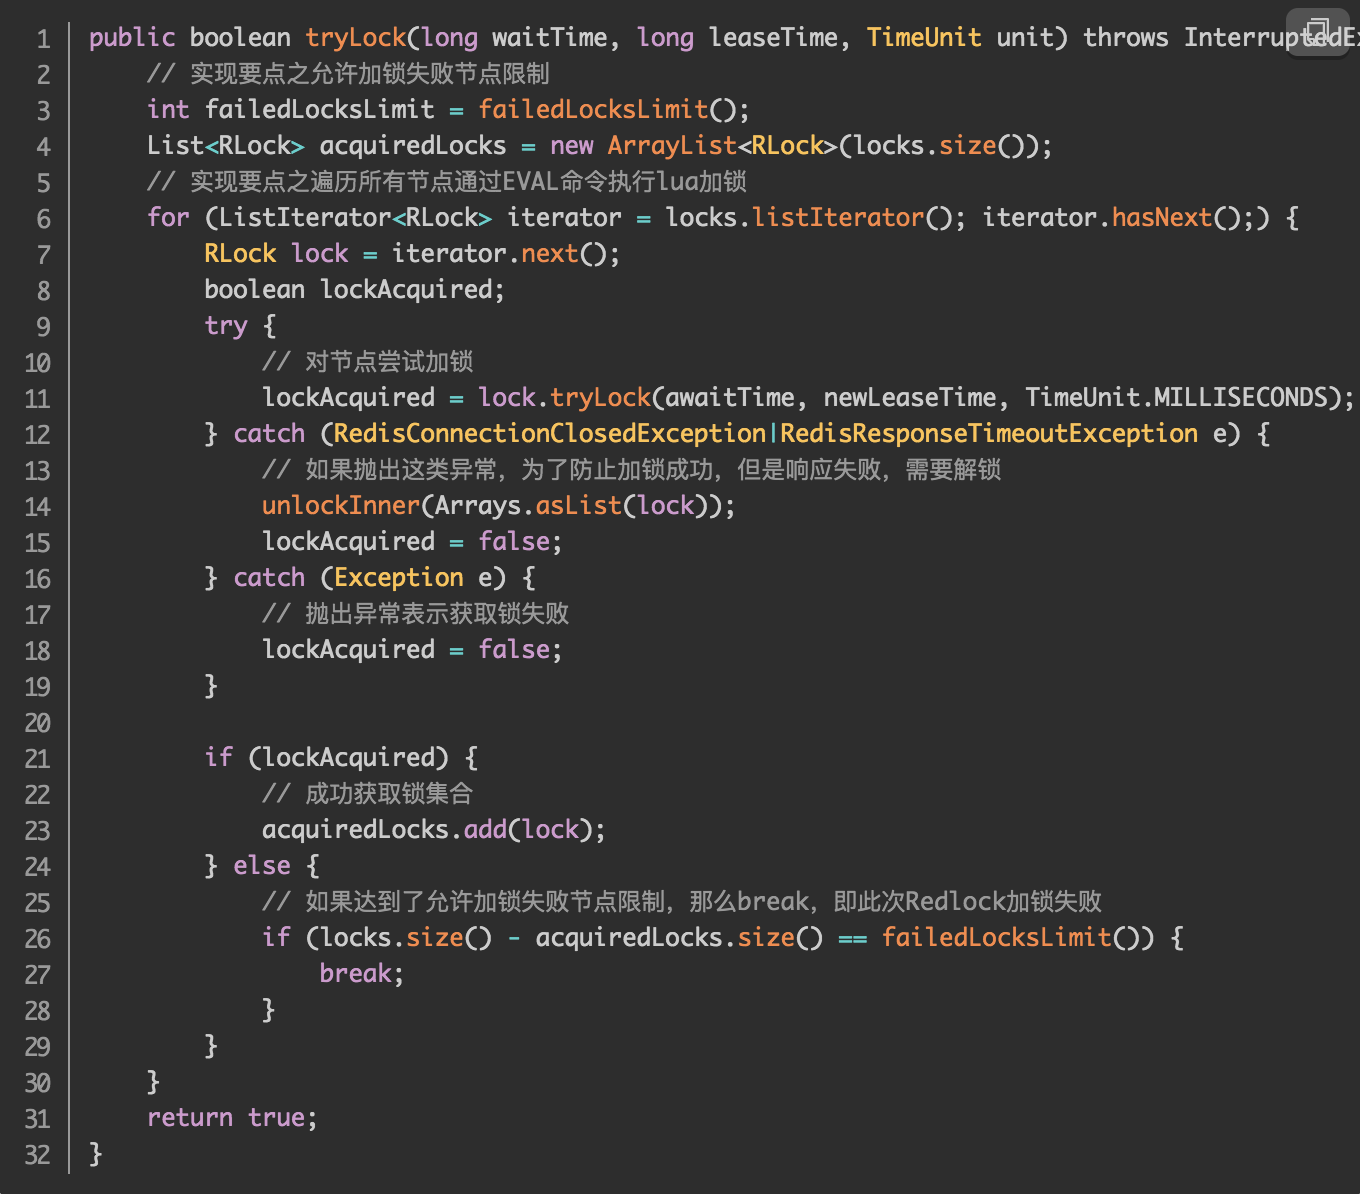 1 public boolean tryLock(long waitTime, long leaseTime, TimeUnit unit) throws InterruptedEx
2 // 实现要点之允许加锁失败节点限制
3 int failedLocksLimit = failedLocksLimit();
4 List<RLock> acquiredLocks = new ArrayList<RLock>(locks.size());
5 // 实现要点之遍历所有节点通过EVAL命令执行lua加锁
6 for (ListIterator<RLock> iterator = locks.listIterator(); iterator.hasNext();) {
7 RLock lock = iterator.next();
8 boolean lockAcquired;
9 try {
10 // 对节点尝试加锁
11 lockAcquired = lock.tryLock(awaitTime, newLeaseTime, TimeUnit.MILLISECONDS);
12 } catch (RedisConnectionClosedException|RedisResponseTimeoutException e) {
13 // 如果抛出这类异常，为了防止加锁成功，但是响应失败，需要解锁
14 unlockInner(Arrays.asList(lock));
15 lockAcquired = false;
16 } catch (Exception e) {
17 // 抛出异常表示获取锁失败
18 lockAcquired = false;
19 }
20
21 if (lockAcquired) {
22 // 成功获取锁集合
23 acquiredLocks.add(lock);
24 } else {
25 // 如果达到了允许加锁失败节点限制，那么break，即此次Redlock加锁失败
26 if (locks.size() - acquiredLocks.size() == failedLocksLimit()) {
27 break;
28 }
29 }
30 }
31 return true;
32 }